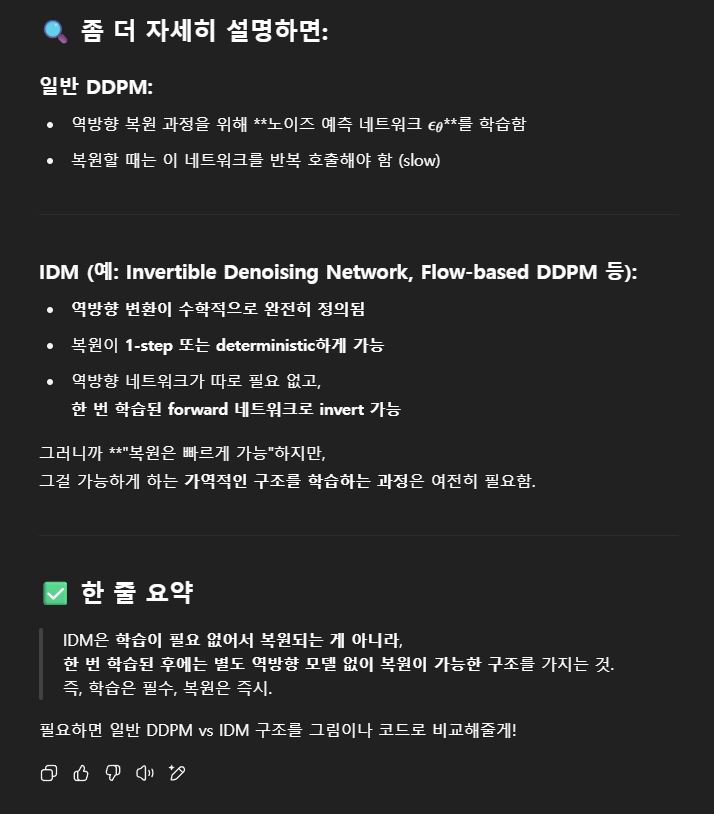 🔍 좀 더 자세히 설명하면:
일반 DDPM:
• 역방향 복원 과정을 위해 **노이즈 예측 네트워크 ϵθ**를 학습함
• 복원할 때는 이 네트워크를 반복 호출해야 함 (slow)
IDM (예: Invertible Denoising Network, Flow-based DDPM 등):
• 역방향 변환이 수학적으로 완전히 정의됨
• 복원이 1-step 또는 deterministic하게 가능
• 역방향 네트워크가 따로 필요 없고,
한 번 학습된 forward 네트워크로 invert 가능
그러니까 **"복원은 빠르게 가능"하지만,
그걸 가능하게 하는 가역적인 구조를 학습하는 과정은 여전히 필요함.
✅ 한 줄 요약
IDM은 학습이 필요 없어서 복원되는 게 아니라,
한 번 학습된 후에는 별도 역방향 모델 없이 복원이 가능한 구조를 가지는 것.
즉, 학습은 필수, 복원은 즉시.
필요하면 일반 DDPM vs IDM 구조를 그림이나 코드로 비교해줄게!